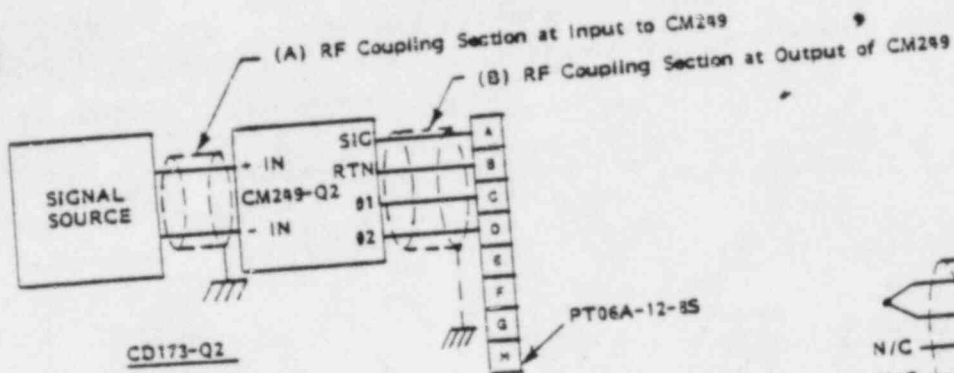 (A) RF Coupling Section at Input to CM249
(B) RF Coupling Section at Output of CM249
SIGNAL
SOURCE
+ IN
CM249-Q2
- IN
SIG
RTN
Ø1
Ø2
A
B
C
D
E
F
G
H
PT06A-12-8S
CD173-Q2
N/C